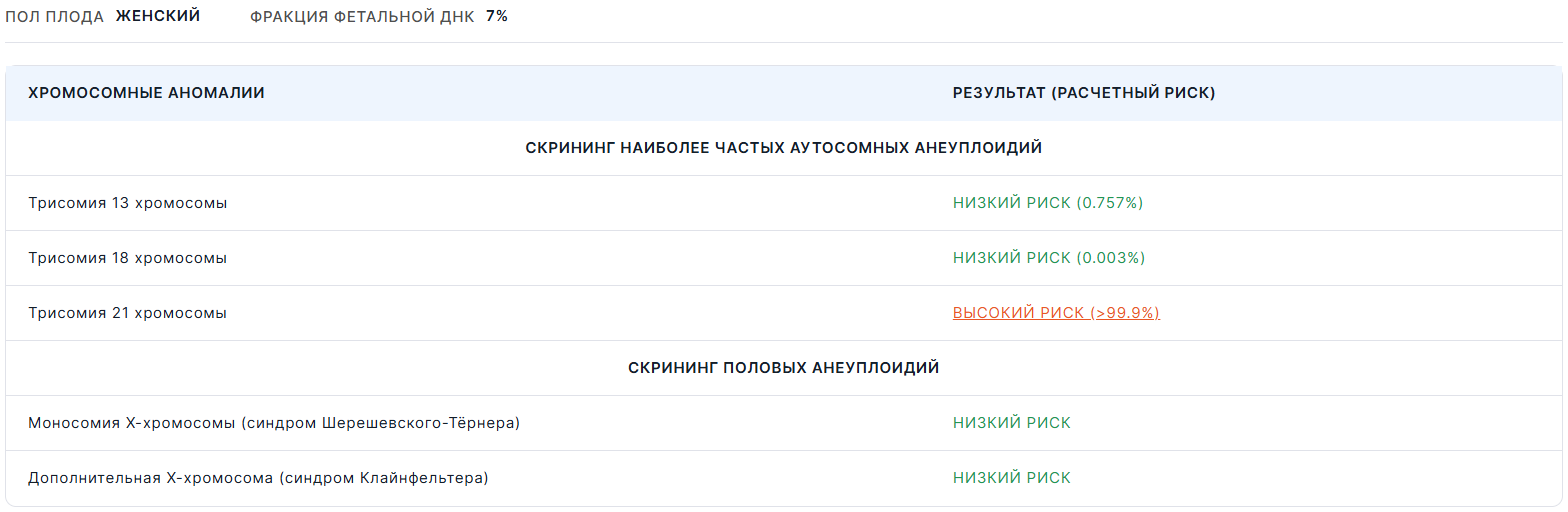 ПОЛ ПЛОДА ЖЕНСКИЙ ФРАКЦИЯ ФЕТАЛЬНОЙ ДНК 7%
ХРОМОСОМНЫЕ АНОМАЛИИ РЕЗУЛЬТАТ (РАСЧЕТНЫЙ РИСК)
СКРИНИНГ НАИБОЛЕЕ ЧАСТЫХ АУТОСОМНЫХ АНЕУПЛОИДИЙ
Трисомия 13 хромосомы НИЗКИЙ РИСК (0.757%)
Трисомия 18 хромосомы НИЗКИЙ РИСК (0.003%)
Трисомия 21 хромосомы ВЫСОКИЙ РИСК (>99.9%)
СКРИНИНГ ПОЛОВЫХ АНЕУПЛОИДИЙ
Моносомия X-хромосомы (синдром Шерешевского-Тёрнера) НИЗКИЙ РИСК
Дополнительная X-хромосома (синдром Клайнфельтера) НИЗКИЙ РИСК